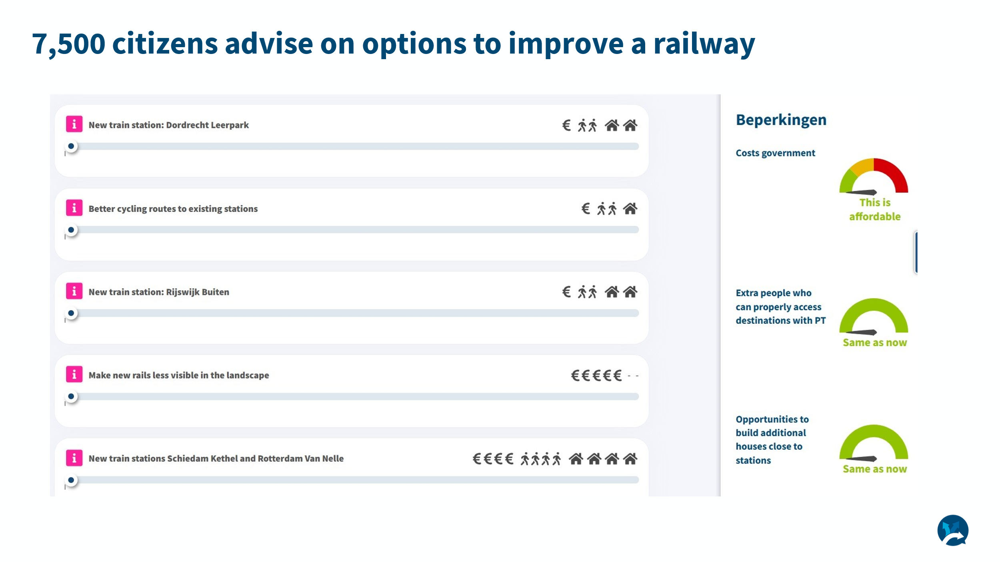 7,500 citizens advise on options to improve a railway
New train station: Dordrecht Leerpark
€
Better cycling routes to existing stations
€
New train station: Rijswijk Buiten
€
Make new rails less visible in the landscape
€€€€€ - -
New train stations Schiedam Kethel and Rotterdam Van Nelle
€€€€
Beperkingen
Costs government
This is
affordable
Extra people who
can properly access
destinations with PT
Same as now
Opportunities to
build additional
houses close to
stations
Same as now